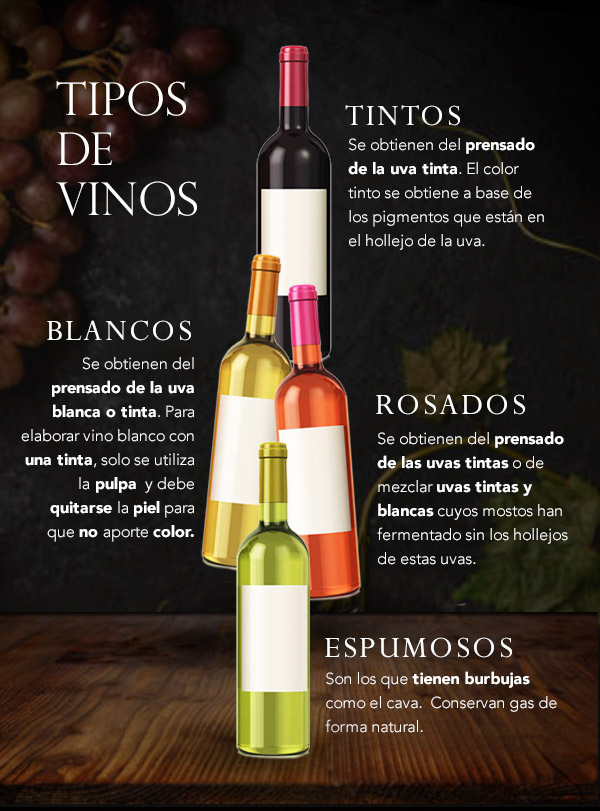 TIPOS
DE
VINOS
TINTOS
Se obtienen del prensado
de la uva tinta. El color
tinto se obtiene a base de
los pigmentos que están en
el hollejo de la uva.
BLANCOS
Se obtienen del
prensado de la uva
blanca o tinta. Para
elaborar vino blanco con
una tinta, solo se utiliza
la pulpa y debe
quitarse la piel para
que no aporte color.
ROSADOS
Se obtienen del prensado
de las uvas tintas o de
mezclar uvas tintas y
blancas cuyos mostos han
fermentado sin los hollejos
de estas uvas.
ESPUMOSOS
Son los que tienen burbujas
como el cava. Conservan gas de
forma natural.